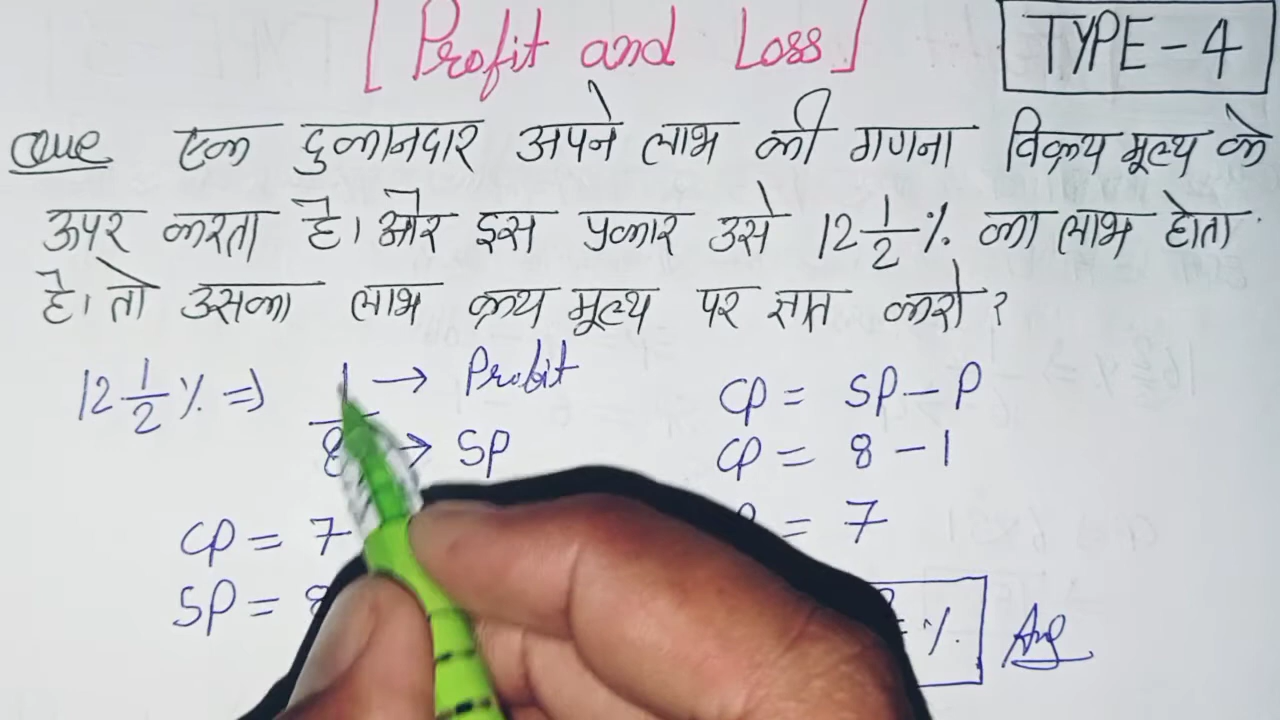 [Profit and Loss]
TYPE-4
Que एक दुकानदार अपने लाभ की गणना विक्रय मूल्य के
ऊपर करता है। और इस प्रकार उसे 12 1/2 % का लाभ होता
है। तो उसका लाभ क्रय मूल्य पर ज्ञात करो ?
12 1/2 % ⇒ 1/8
1 → Profit
8 → SP
CP = SP - P
CP = 8 - 1
= 7
CP = 7
SP = 8
%. Ans